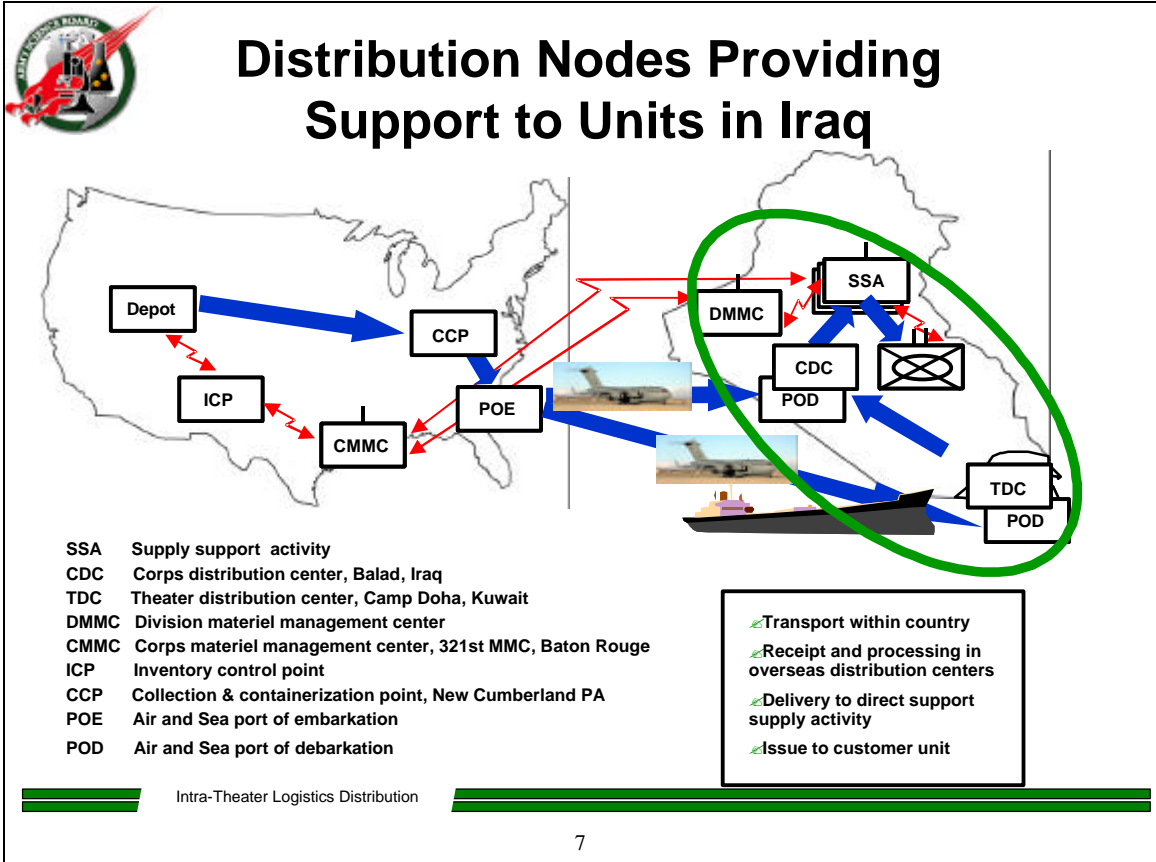 ARMY SCIENCE BOARD
Distribution Nodes Providing
Support to Units in Iraq
Depot
CCP
ICP
POE
CMMC
DMMC
SSA
CDC
POD
TDC
POD
SSA Supply support activity
CDC Corps distribution center, Balad, Iraq
TDC Theater distribution center, Camp Doha, Kuwait
DMMC Division materiel management center
CMMC Corps materiel management center, 321st MMC, Baton Rouge
ICP Inventory control point
CCP Collection & containerization point, New Cumberland PA
POE Air and Sea port of embarkation
POD Air and Sea port of debarkation
Transport within country
Receipt and processing in
overseas distribution centers
Delivery to direct support
supply activity
Issue to customer unit
Intra-Theater Logistics Distribution
7